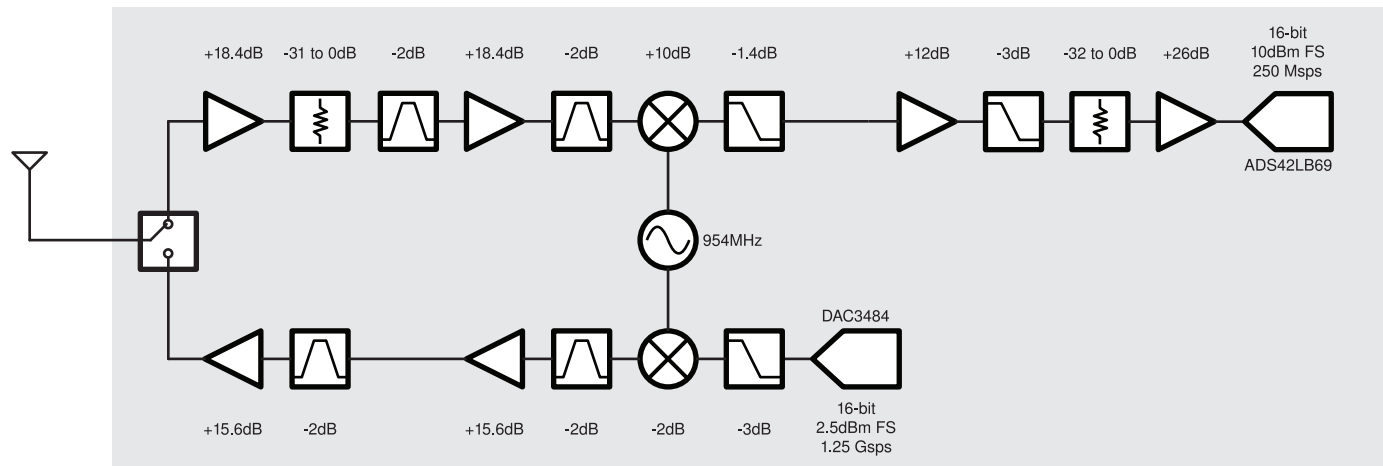 +18.4dB
-31 to 0dB
-2dB
+18.4dB
-2dB
+10dB
-1.4dB
+12dB
-3dB
-32 to 0dB
+26dB
16-bit
10dBm FS
250 Msps
ADS42LB69
954MHz
DAC3484
16-bit
2.5dBm FS
1.25 Gsps
+15.6dB
-2dB
+15.6dB
-2dB
-2dB
-3dB